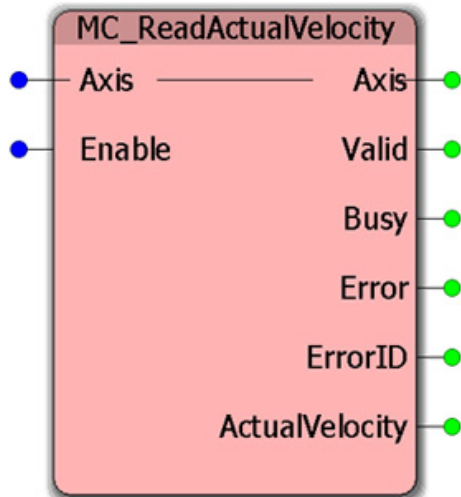 MC_ReadActualVelocity
Axis Axis
Enable Valid
Busy
Error
ErrorID
ActualVelocity